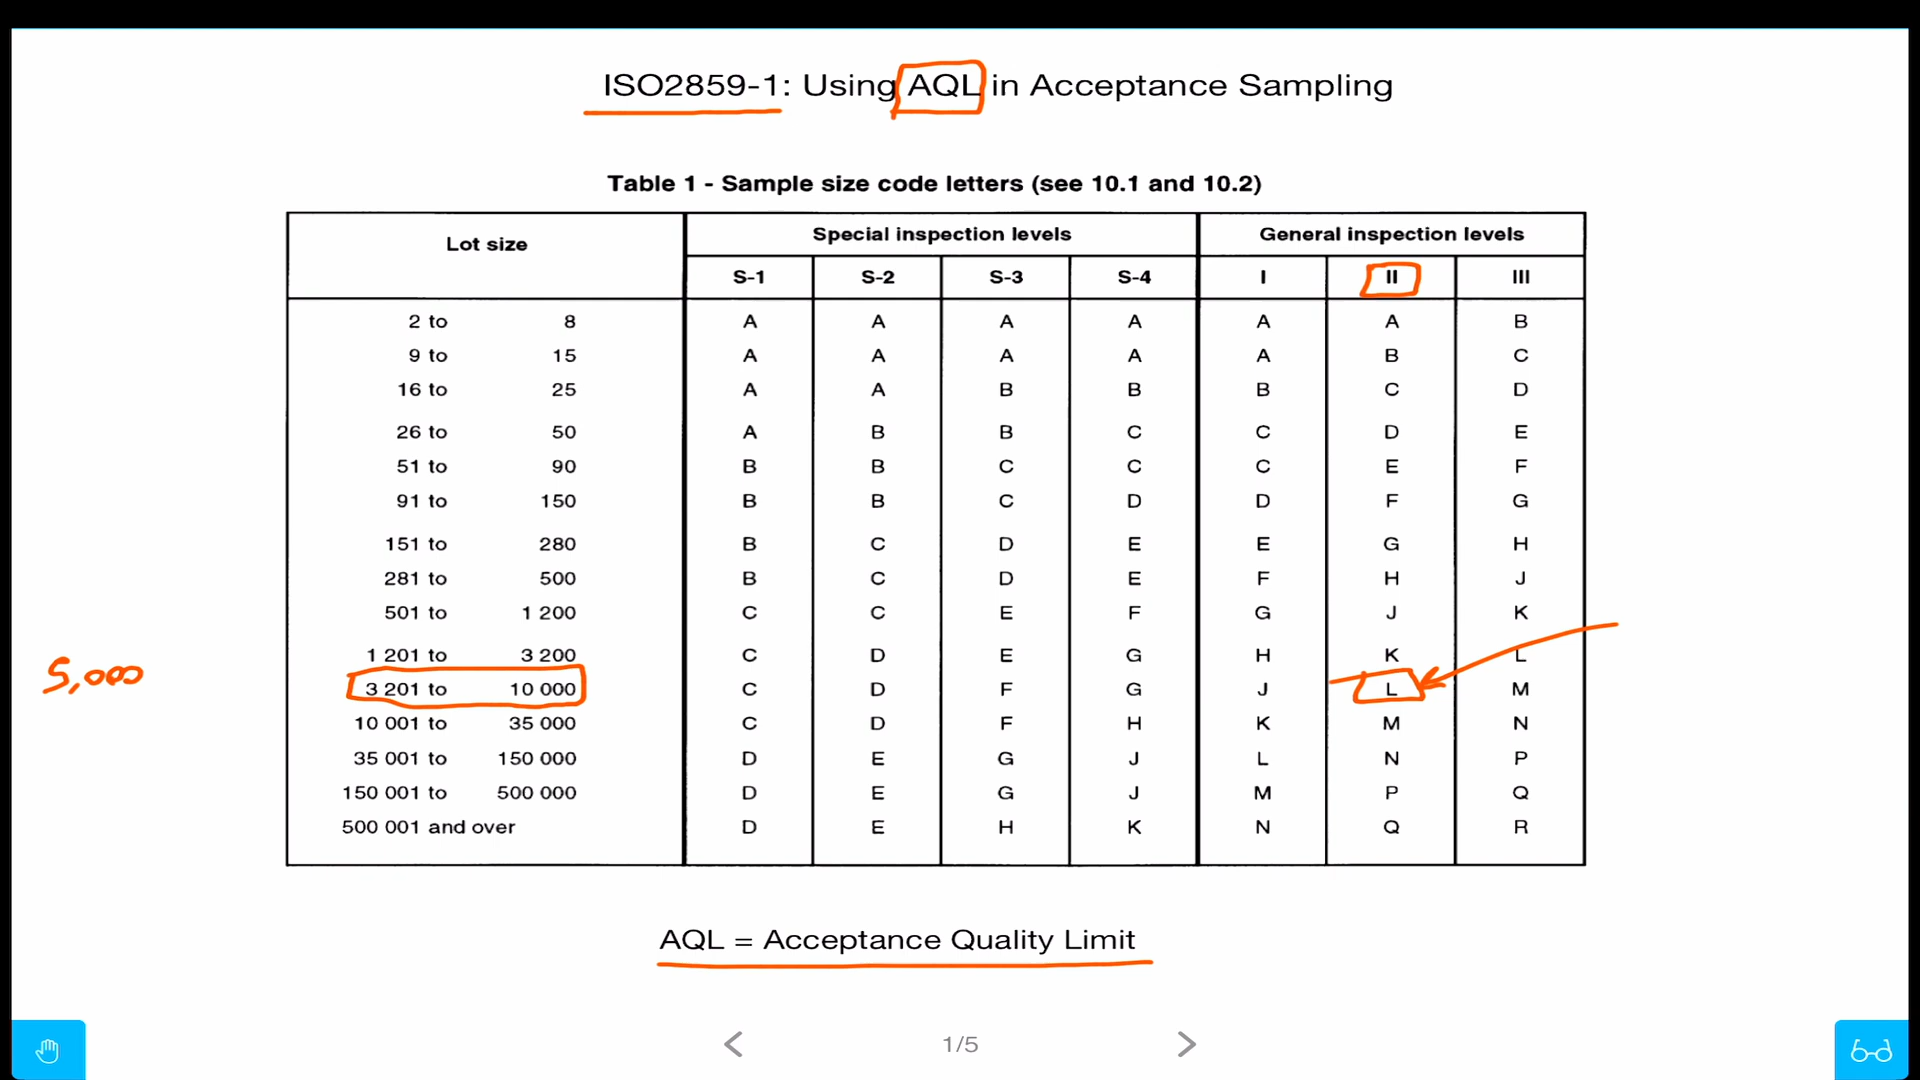 ISO2859-1: Using AQL in Acceptance Sampling
Table 1 - Sample size code letters (see 10.1 and 10.2)
Lot size Special inspection levels General inspection levels
S-1 S-2 S-3 S-4 I II III
2 to 8 A A A A A A B
9 to 15 A A A A A B C
16 to 25 A A B B B C D
26 to 50 A B B C C D E
51 to 90 B B C C C E F
91 to 150 B B C D D F G
151 to 280 B C D E E G H
281 to 500 B C D E F H J
501 to 1 200 C C E F G J K
1 201 to 3 200 C D E G H K L
5,000 3 201 to 10 000 C D F G J L M
10 001 to 35 000 C D F H K M N
35 001 to 150 000 D E G J L N P
150 001 to 500 000 D E G J M P Q
500 001 and over D E H K N Q R
AQL = Acceptance Quality Limit
1/5